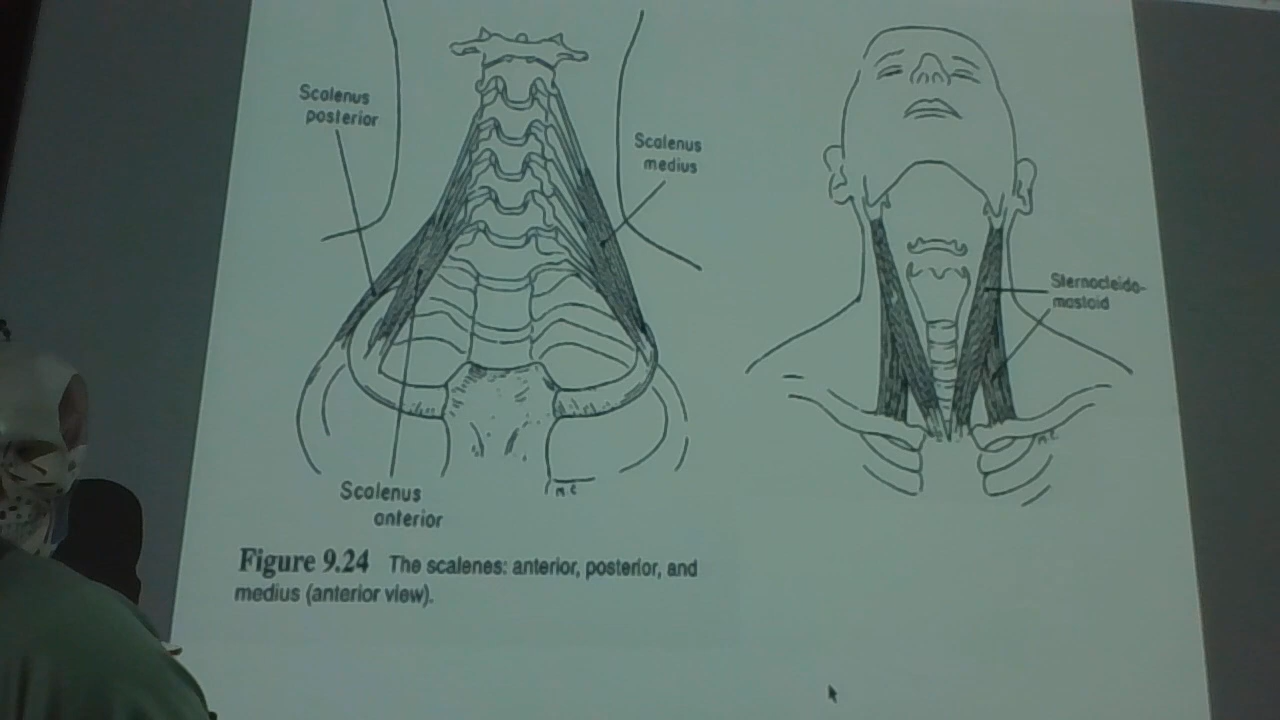 Scalenus
posterior
Scalenus
medius
Scalenus
anterior
Figure 9.24 The scalenes: anterior, posterior, and
medius (anterior view).
Sternocleido-
mastoid